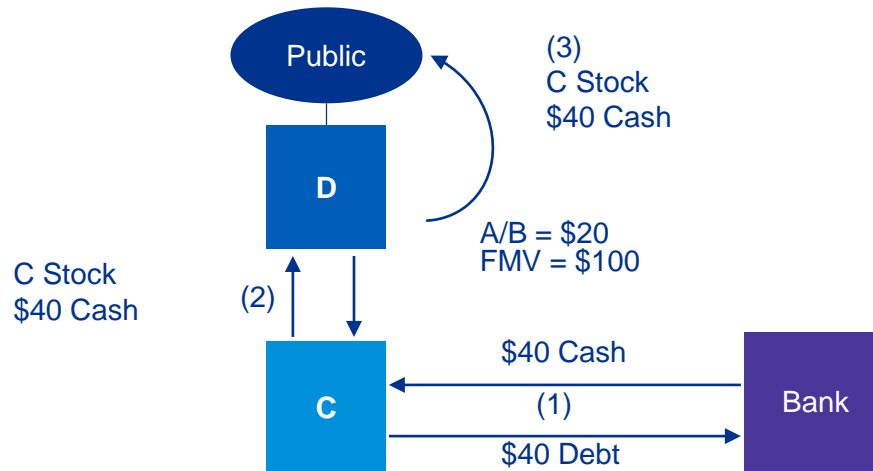 Public
(3)
C Stock
$40 Cash
D
A/B = $20
FMV = $100
C Stock
$40 Cash
(2)
$40 Cash
C
(1)
Bank
$40 Debt